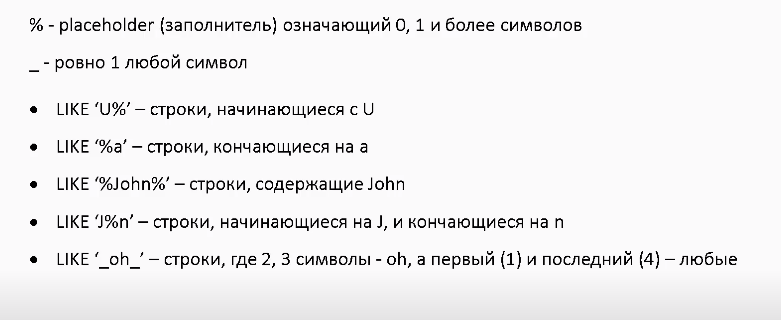 % - placeholder (заполнитель) означающий 0, 1 и более символов
_ - ровно 1 любой символ
• LIKE ‘U%’ – строки, начинающиеся с U
• LIKE ‘%a’ – строки, кончающиеся на a
• LIKE ‘%John%’ – строки, содержащие John
• LIKE ‘J%n’ – строки, начинающиеся на J, и кончающиеся на n
• LIKE ‘_oh_’ – строки, где 2, 3 символы - oh, а первый (1) и последний (4) – любые